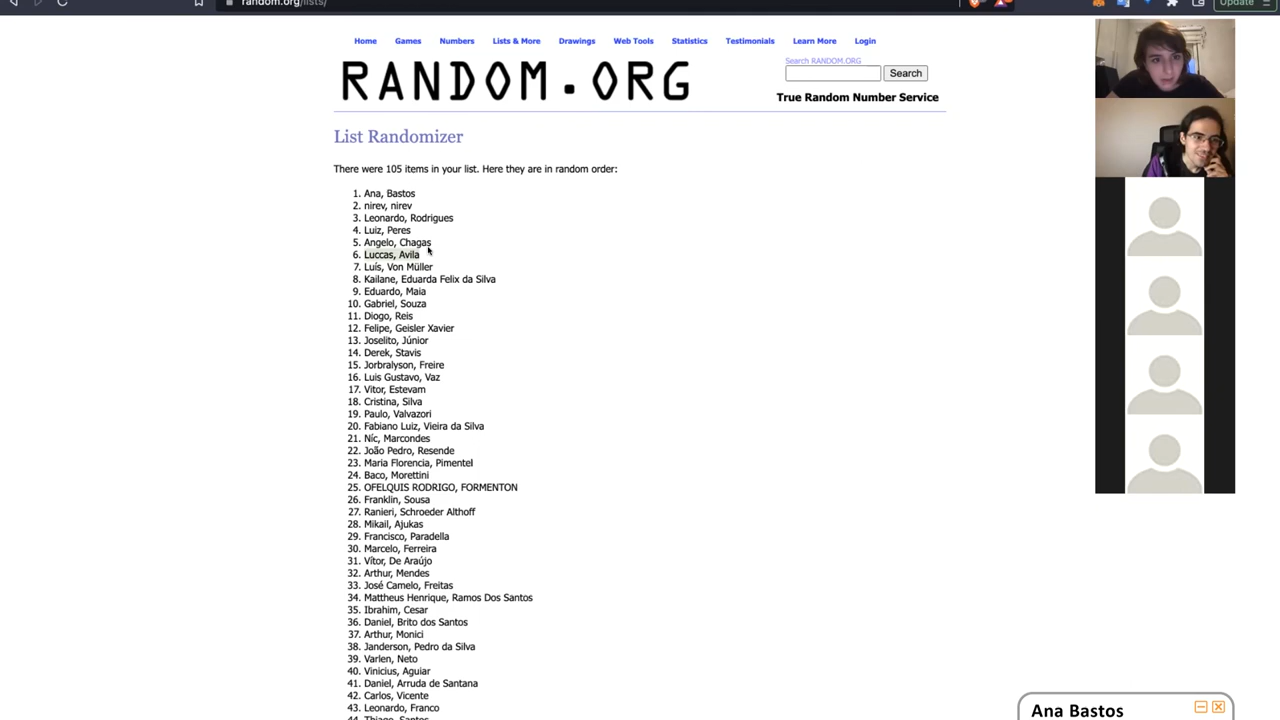 random.org/lists/
Update
Home Games Numbers Lists & More Drawings Web Tools Statistics Testimonials Learn More Login
RANDOM.ORG
Search RANDOM.ORG
Search
True Random Number Service
List Randomizer
There were 105 items in your list. Here they are in random order:
1. Ana, Bastos
2. nirev, nirev
3. Leonardo, Rodrigues
4. Luiz, Peres
5. Angelo, Chagas
6. Luccas, Avila
7. Luís, Von Müller
8. Kailane, Eduarda Felix da Silva
9. Eduardo, Maia
10. Gabriel, Souza
11. Diogo, Reis
12. Felipe, Geisler Xavier
13. Joselito, Júnior
14. Derek, Stavis
15. Jorbralyson, Freire
16. Luis Gustavo, Vaz
17. Vitor, Estevam
18. Cristina, Silva
19. Paulo, Valvazori
20. Fabiano Luiz, Vieira da Silva
21. Níc, Marcondes
22. João Pedro, Resende
23. Maria Florencia, Pimentel
24. Baco, Morettini
25. OFELQUIS RODRIGO, FORMENTON
26. Franklin, Sousa
27. Ranieri, Schroeder Althoff
28. Mikail, Ajukas
29. Francisco, Paradella
30. Marcelo, Ferreira
31. Vítor, De Araújo
32. Arthur, Mendes
33. José Camelo, Freitas
34. Mattheus Henrique, Ramos Dos Santos
35. Ibrahim, Cesar
36. Daniel, Brito dos Santos
37. Arthur, Monici
38. Janderson, Pedro da Silva
39. Varlen, Neto
40. Vinicius, Aguiar
41. Daniel, Arruda de Santana
42. Carlos, Vicente
43. Leonardo, Franco
44. Thiago, Santos
Ana Bastos